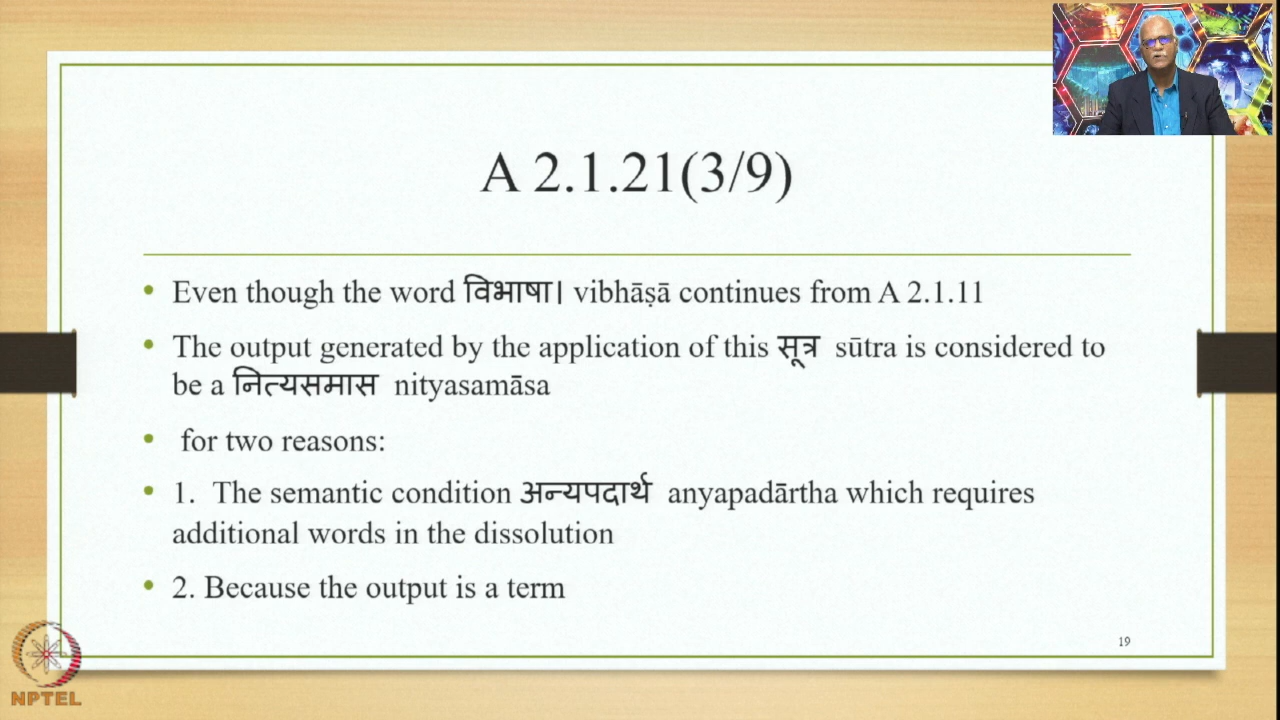 A 2.1.21(3/9)
• Even though the word विभाषा। vibhāṣā continues from A 2.1.11
• The output generated by the application of this सूत्र sūtra is considered to
be a नित्यसमास nityasamāsa
• for two reasons:
• 1. The semantic condition अन्यपदार्थ anyapadārtha which requires
additional words in the dissolution
• 2. Because the output is a term
19
NPTEL